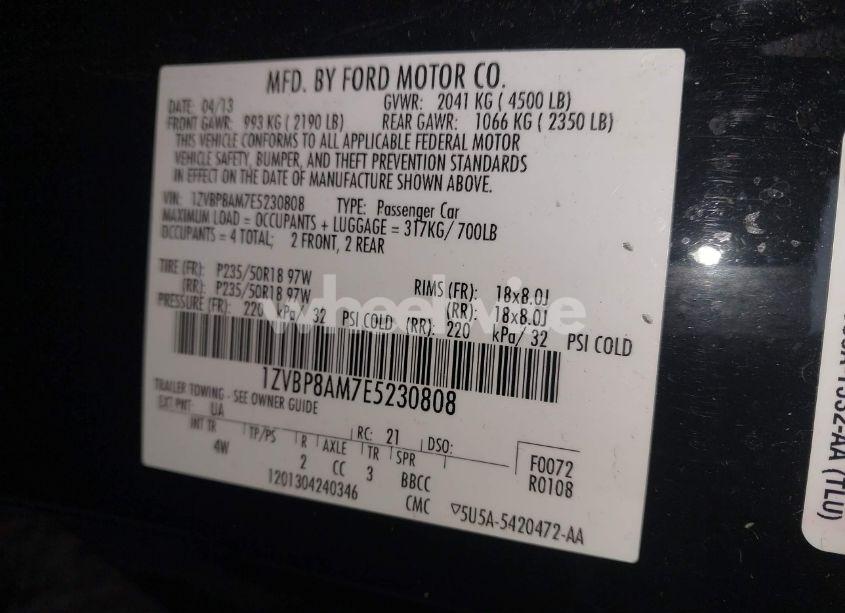 MFD. BY FORD MOTOR CO.
DATE: 04/13 GVWR: 2041 KG ( 4500 LB)
FRONT GAWR: 993 KG ( 2190 LB) REAR GAWR: 1066 KG ( 2350 LB)
THIS VEHICLE CONFORMS TO ALL APPLICABLE FEDERAL MOTOR
VEHICLE SAFETY, BUMPER, AND THEFT PREVENTION STANDARDS
IN EFFECT ON THE DATE OF MANUFACTURE SHOWN ABOVE.
VIN: 1ZVBP8AM7E5230808 TYPE: Passenger Car
MAXIMUM LOAD = OCCUPANTS + LUGGAGE = 317KG/ 700LB
OCCUPANTS = 4 TOTAL; 2 FRONT, 2 REAR
TIRE (FR): P235/50R18 97W RIMS (FR): 18x8.0J
(RR): P235/50R18 97W (RR): 18x8.0J
PRESSURE (FR): 220 kPa/ 32 PSI COLD (RR): 220 kPa/ 32 PSI COLD
wheelwise
1ZVBP8AM7E5230808
TRAILER TOWING - SEE OWNER GUIDE
EXT PNT: UA RC: 21 DSO:
INT TR TP/PS R AXLE TR SPR F0072
4W 2 CC 3 BBCC R0108
1201304240346 CMC ▽5U5A-5420472-AA
1532-AA (TLU)